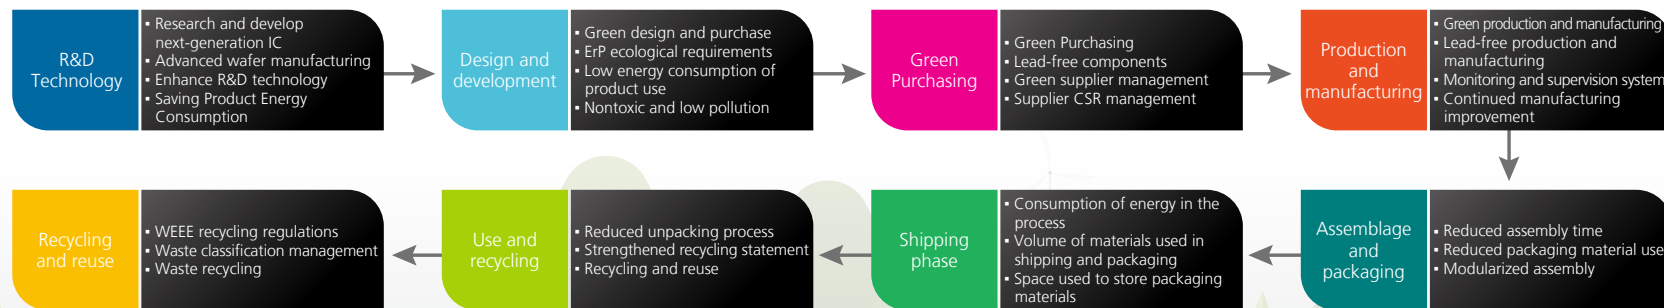 R&D
Technology
▪ Research and develop
next-generation IC
▪ Advanced wafer manufacturing
▪ Enhance R&D technology
▪ Saving Product Energy
Consumption
Design and
development
▪ Green design and purchase
▪ ErP ecological requirements
▪ Low energy consumption of
product use
▪ Nontoxic and low pollution
Green
Purchasing
▪ Green Purchasing
▪ Lead-free components
▪ Green supplier management
▪ Supplier CSR management
Production
and
manufacturing
▪ Green production and manufacturing
▪ Lead-free production and
manufacturing
▪ Monitoring and supervision system
▪ Continued manufacturing
improvement
Assemblage
and
packaging
▪ Reduced assembly time
▪ Reduced packaging material use
▪ Modularized assembly
Shipping
phase
▪ Consumption of energy in the
process
▪ Volume of materials used in
shipping and packaging
▪ Space used to store packaging
materials
Use and
recycling
▪ Reduced unpacking process
▪ Strengthened recycling statement
▪ Recycling and reuse
Recycling
and reuse
▪ WEEE recycling regulations
▪ Waste classification management
▪ Waste recycling